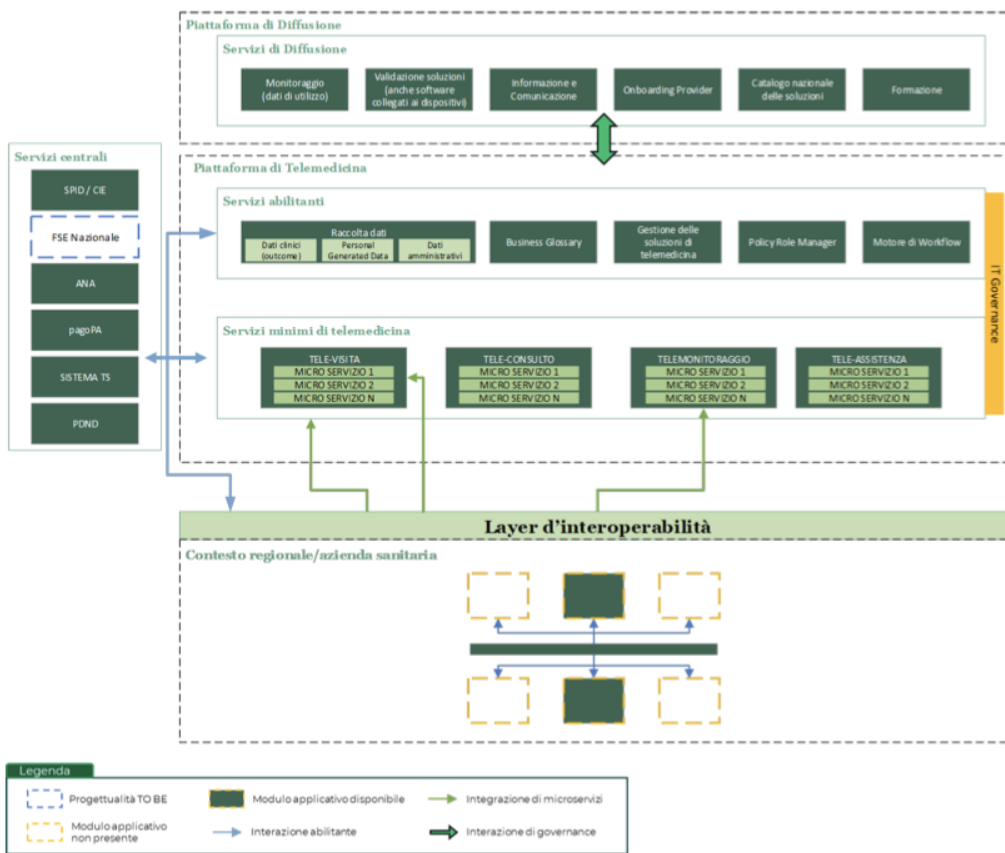 Piattaforma di Diffusione
Servizi di Diffusione
Monitoraggio
(dati di utilizzo)
Validazione soluzioni
(anche software
collegati ai dispositivi)
Informazione e
Comunicazione
Onboarding Provider
Catalogo nazionale
delle soluzioni
Formazione
Servizi centrali
SPID / CIE
FSE Nazionale
ANA
pagoPA
SISTEMA TS
PDND
Piattaforma di Telemedicina
Servizi abilitanti
Raccolta dati
Dati clinici
(outcome)
Personal
Generated Data
Dati
amministrativi
Business Glossary
Gestione delle
soluzioni di
telemedicina
Policy Role Manager
Motore di Workflow
IT Governance
Servizi minimi di telemedicina
TELE-VISITA
MICRO SERVIZIO 1
MICRO SERVIZIO 2
MICRO SERVIZIO N
TELE-CONSULTO
MICRO SERVIZIO 1
MICRO SERVIZIO 2
MICRO SERVIZIO N
TELEMONITORAGGIO
MICRO SERVIZIO 1
MICRO SERVIZIO 2
MICRO SERVIZIO N
TELE-ASSISTENZA
MICRO SERVIZIO 1
MICRO SERVIZIO 2
MICRO SERVIZIO N
Layer d'interoperabilità
Contesto regionale/azienda sanitaria
Legenda
Progettualità TO BE
Modulo applicativo disponibile
Integrazione di microservizi
Modulo applicativo
non presente
Interazione abilitante
Interazione di governance